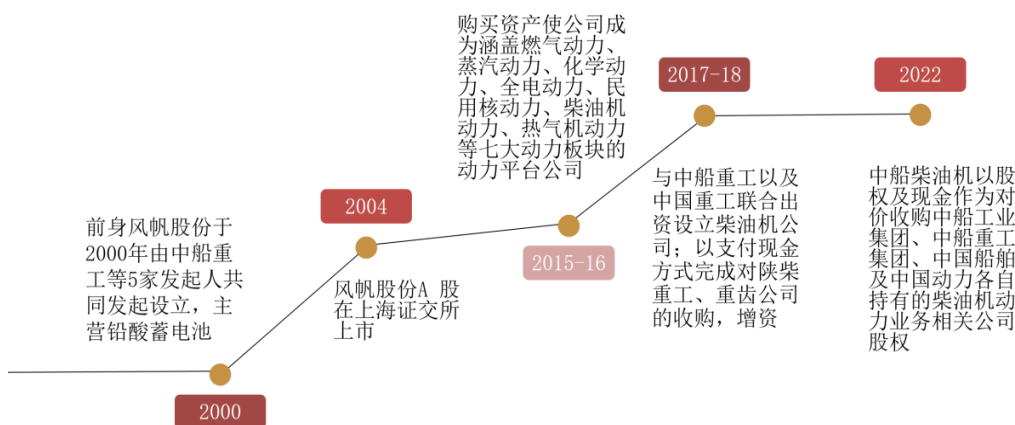 前身风帆股份于
2000年由中船重
工等5家发起人共
同发起设立，主
营铅酸蓄电池
2000
2004
风帆股份A 股
在上海证交所
上市
购买资产使公司成
为涵盖燃气动力、
蒸汽动力、化学动
力、全电动力、民
用核动力、柴油机
动力、热气机动力
等七大动力板块的
动力平台公司
2015-16
2017-18
与中船重工以及
中国重工联合出
资设立柴油机公
司；以支付现金
方式完成对陕柴
重工、重齿公司
的收购，增资
2022
中船柴油机以股
权及现金作为对
价收购中船工业
集团、中船重工
集团、中国船舶
及中国动力各自
持有的柴油机动
力业务相关公司
股权